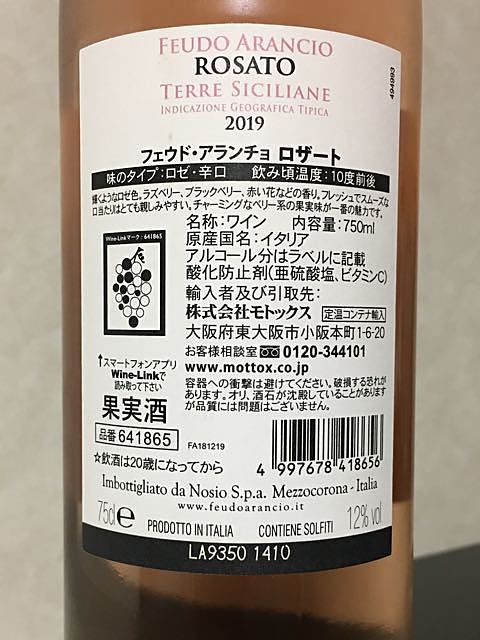 FEUDO ARANCIO
ROSATO
TERRE SICILIANE
INDICAZIONE GEOGRAFICA TIPICA
2019
494993
フェウド・アランチョ ロザート
味のタイプ：ロゼ・辛口 飲み頃温度：10度前後
輝くようなロゼ色。ラズベリー、ブラックベリー、赤い花などの香り。フレッシュでスムーズな
口当たりはとても親しみやすい。チャーミングなベリー系の果実味が一番の魅力です。
Wine-Linkマーク：641865
名称：ワイン 内容量：750ml
原産国名：イタリア
アルコール分はラベルに記載
酸化防止剤(亜硫酸塩、ビタミンC)
輸入者及び引取先：
株式会社モトックス 定温コンテナ輸入
大阪府東大阪市小阪本町1-6-20
お客様相談室 0120-344101
www.mottox.co.jp
容器への衝撃は避けてください。破損する恐れが
あります。オリ、酒石が沈殿していることがあります
が品質には問題はございません。
↑スマートフォンアプリ
Wine-Linkで
読み取って下さい
果実酒
品番 641865
FA181219
☆飲酒は20歳になってから
4 997678 418656
Imbottigliato da Nosio S.p.a. Mezzocorona - Italia
www.feudoarancio.it
75cl e PRODOTTO IN ITALIA CONTIENE SOLFITI 12% vol
LA9350 1410